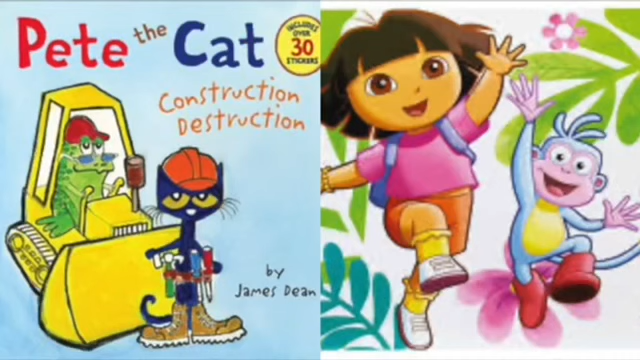 Pete the Cat
INCLUDES
OVER
30
STICKERS
Construction
Destruction
by
James Dean